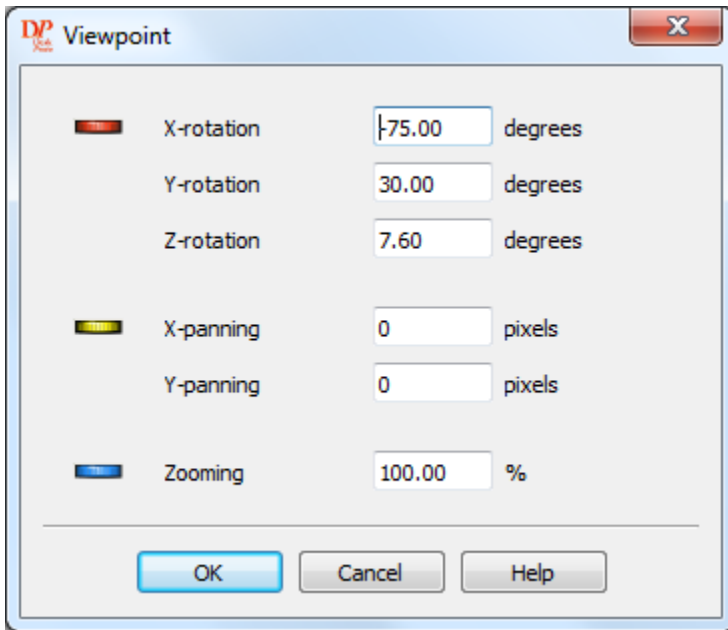 DP Viewpoint
X-rotation -75.00 degrees
Y-rotation 30.00 degrees
Z-rotation 7.60 degrees
X-panning 0 pixels
Y-panning 0 pixels
Zooming 100.00 %
OK Cancel Help